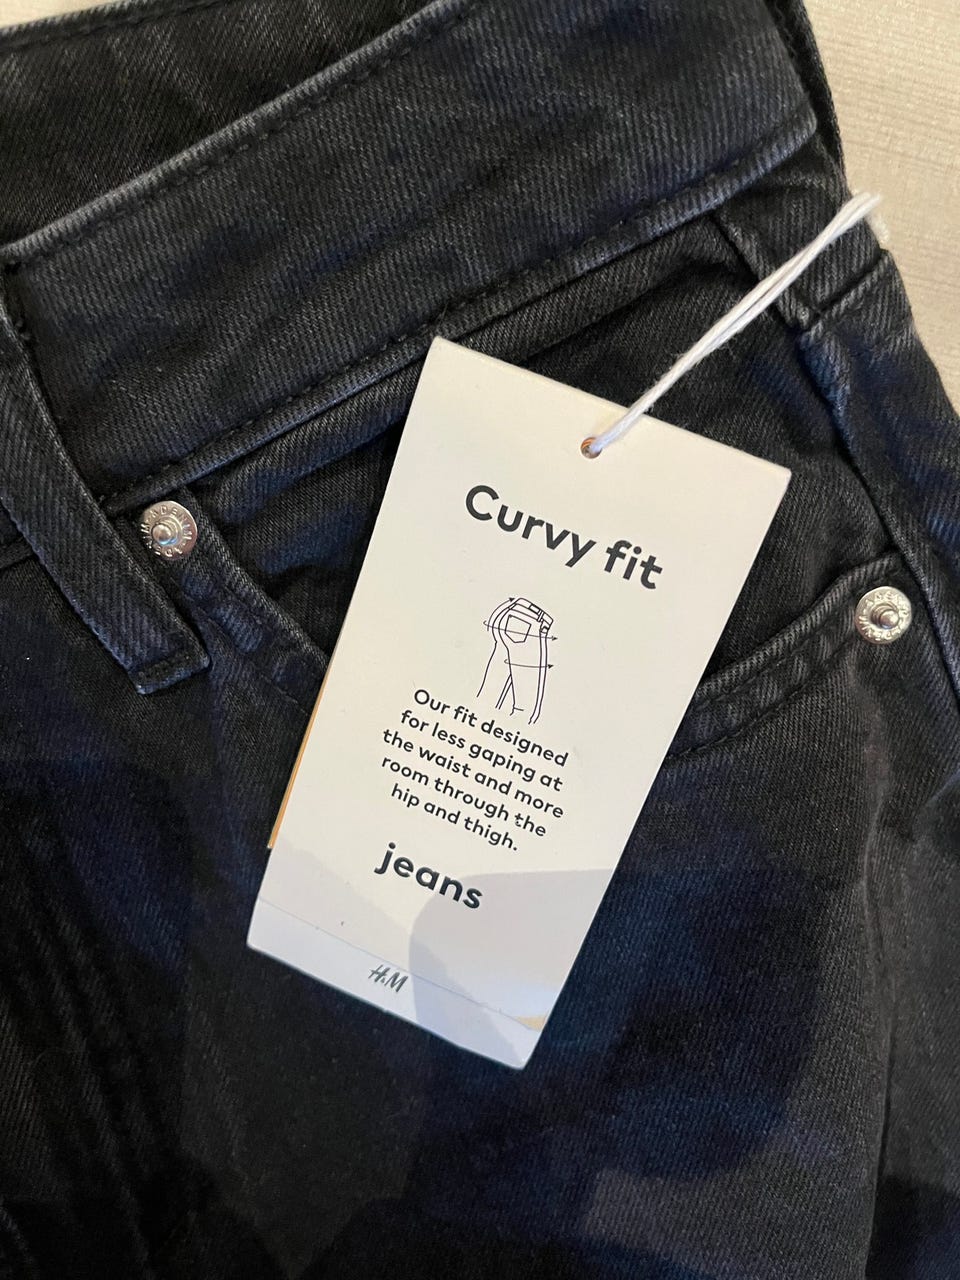 Curvy fit
Our fit designed
for less gaping at
the waist and more
room through the
hip and thigh.
jeans
H&M